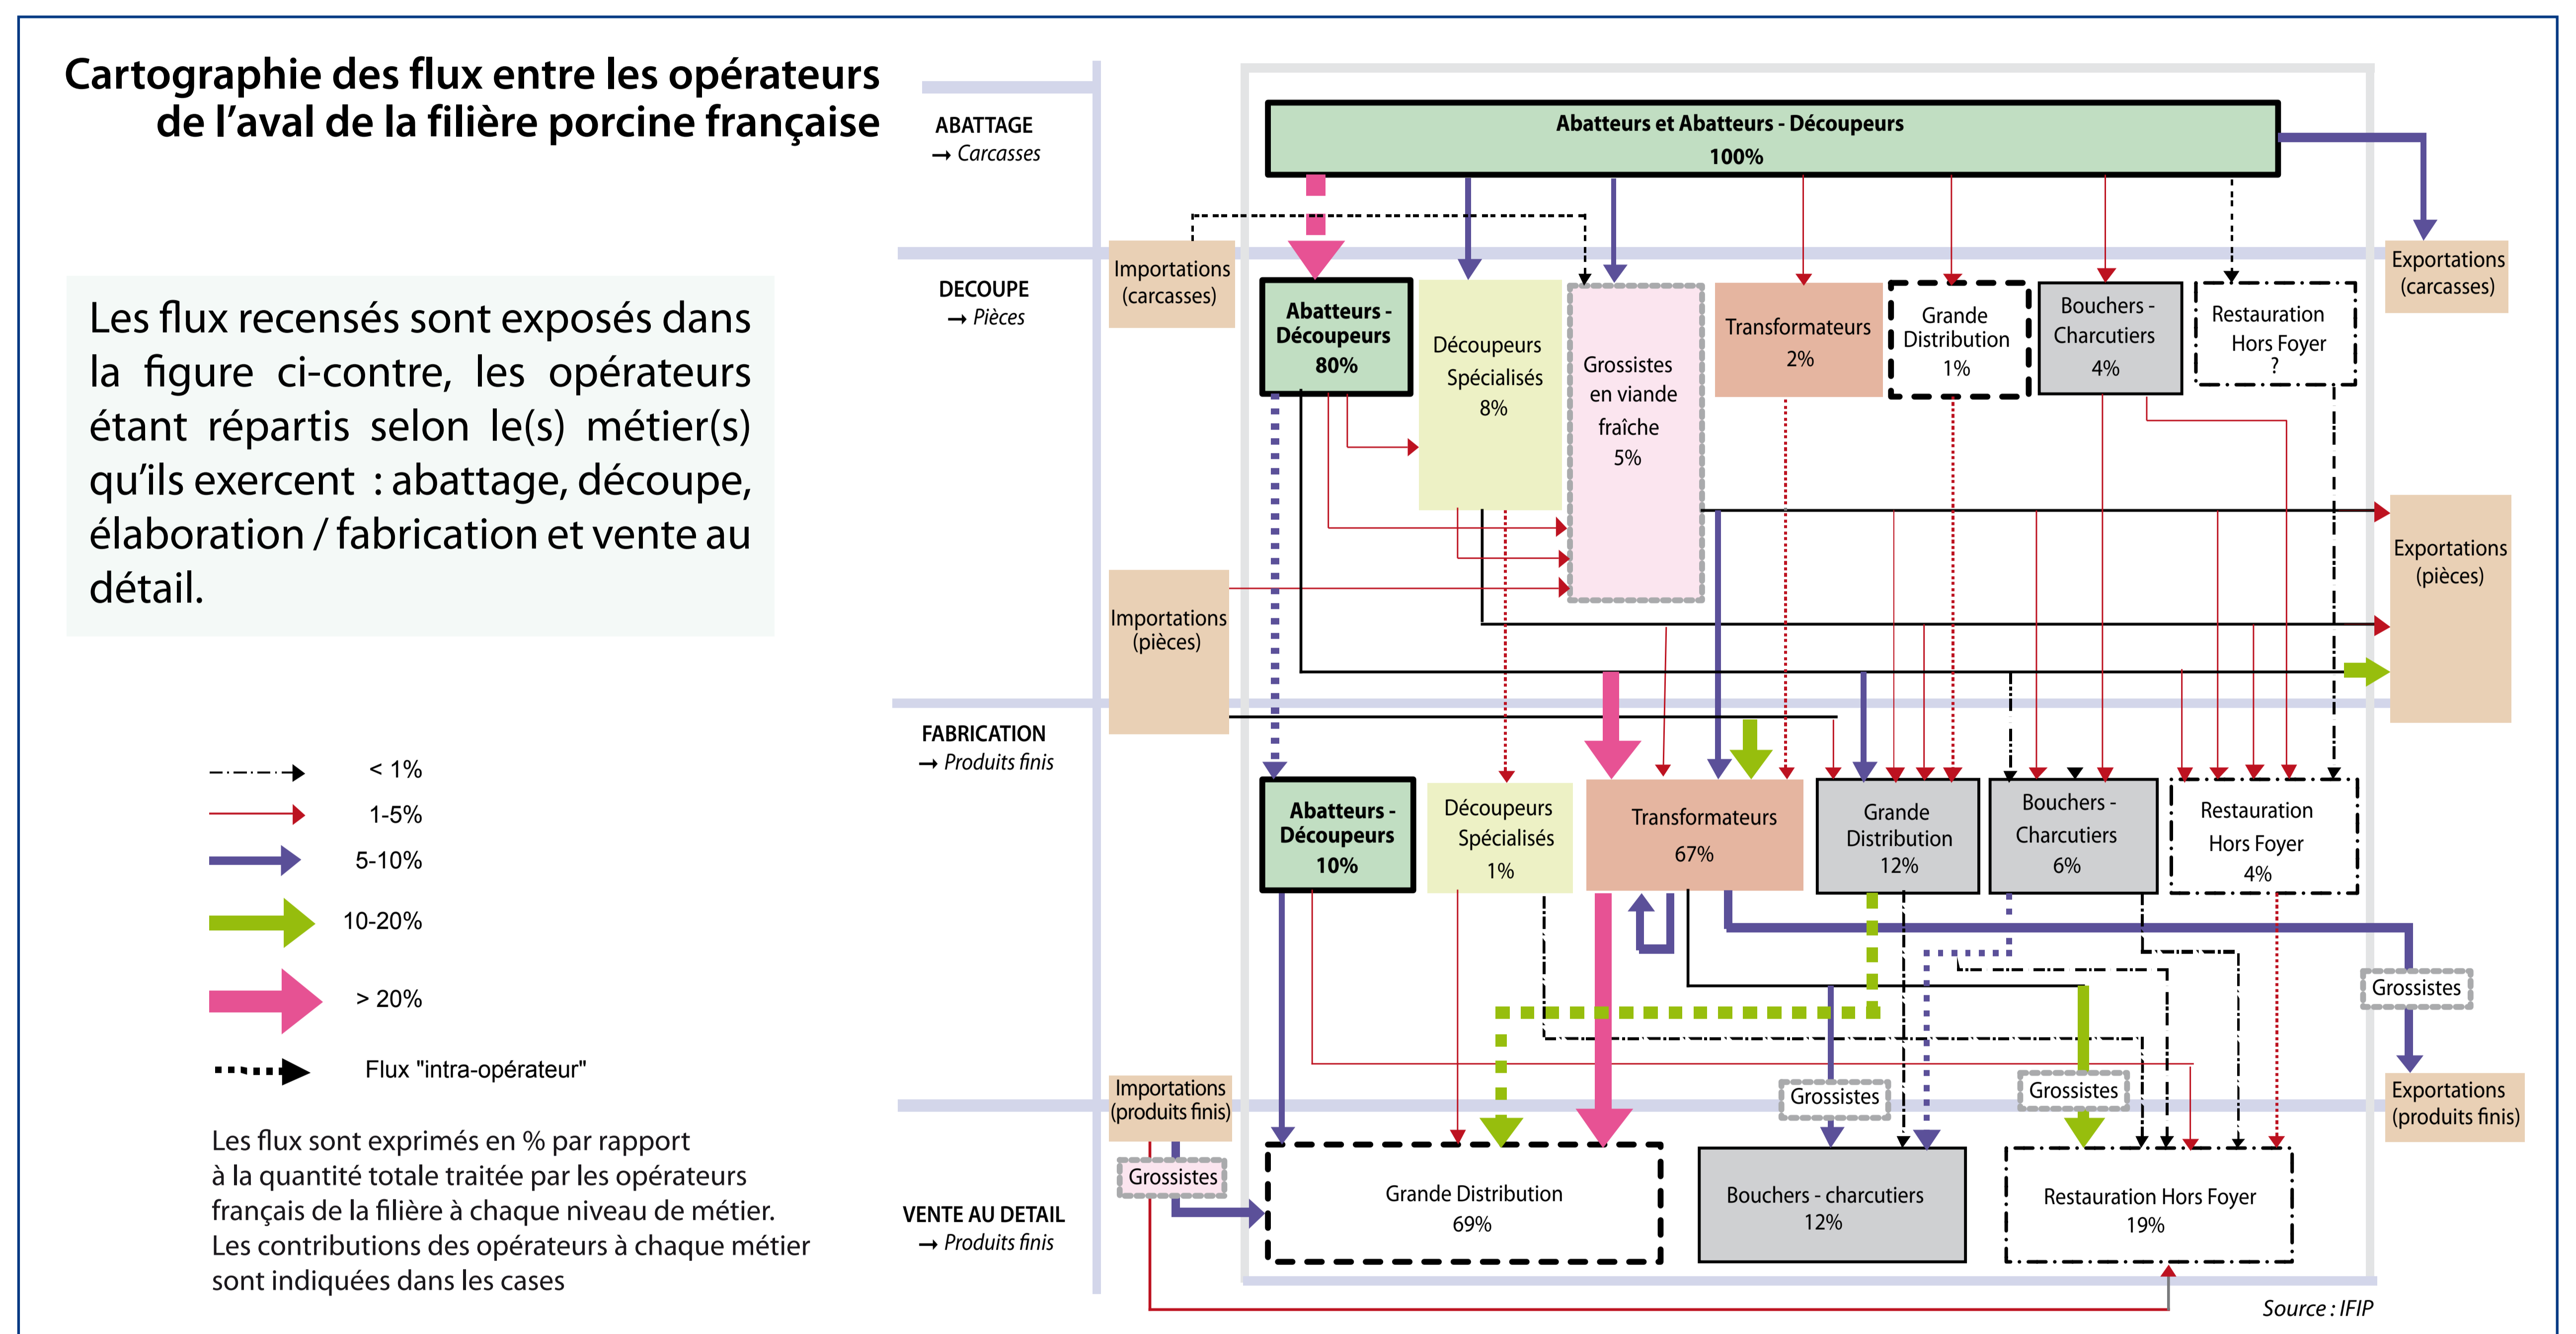 Cartographie des flux entre les opérateurs
de l’aval de la filière porcine française
Les flux recensés sont exposés dans
la figure ci-contre, les opérateurs
étant répartis selon le(s) métier(s)
qu’ils exercent : abattage, découpe,
élaboration / fabrication et vente au
détail.
< 1%
1-5%
5-10%
10-20%
> 20%
Flux "intra-opérateur"
Les flux sont exprimés en % par rapport
à la quantité totale traitée par les opérateurs
français de la filière à chaque niveau de métier.
Les contributions des opérateurs à chaque métier
sont indiquées dans les cases
ABATTAGE
→ Carcasses
Abatteurs et Abatteurs - Découpeurs
100%
DECOUPE
→ Pièces
Importations
(carcasses)
Abatteurs -
Découpeurs
80%
Découpeurs
Spécialisés
8%
Grossistes
en viande
fraîche
5%
Transformateurs
2%
Grande
Distribution
1%
Bouchers -
Charcutiers
4%
Restauration
Hors Foyer
?
Exportations
(carcasses)
Importations
(pièces)
Exportations
(pièces)
FABRICATION
→ Produits finis
Abatteurs -
Découpeurs
10%
Découpeurs
Spécialisés
1%
Transformateurs
67%
Grande
Distribution
12%
Bouchers -
Charcutiers
6%
Restauration
Hors Foyer
4%
Grossistes
Grossistes
Grossistes
Importations
(produits finis)
Exportations
(produits finis)
Grossistes
VENTE AU DETAIL
→ Produits finis
Grande Distribution
69%
Bouchers - charcutiers
12%
Restauration Hors Foyer
19%
Source : IFIP